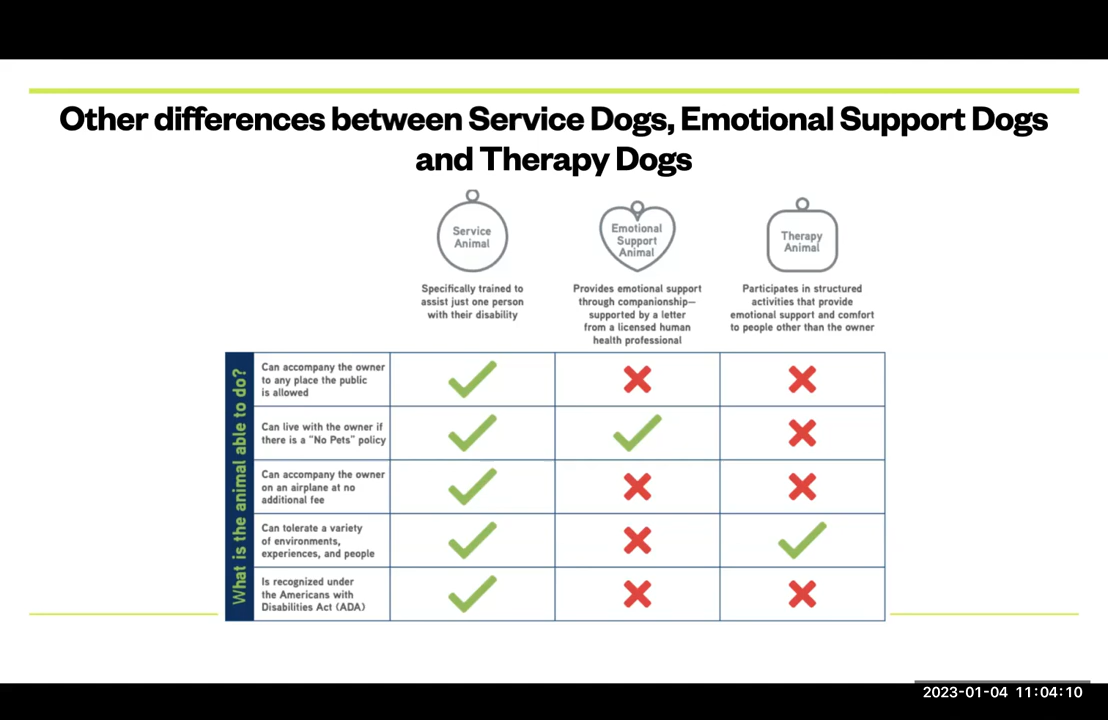 Other differences between Service Dogs, Emotional Support Dogs
and Therapy Dogs
Service
Animal
Emotional
Support
Animal
Therapy
Animal
Specifically trained to
assist just one person
with their disability
Provides emotional support
through companionship—
supported by a letter
from a licensed human
health professional
Participates in structured
activities that provide
emotional support and comfort
to people other than the owner
What is the animal able to do?
Can accompany the owner
to any place the public
is allowed
Can live with the owner if
there is a "No Pets" policy
Can accompany the owner
on an airplane at no
additional fee
Can tolerate a variety
of environments,
experiences, and people
Is recognized under
the Americans with
Disabilities Act (ADA)
2023-01-04 11:04:10